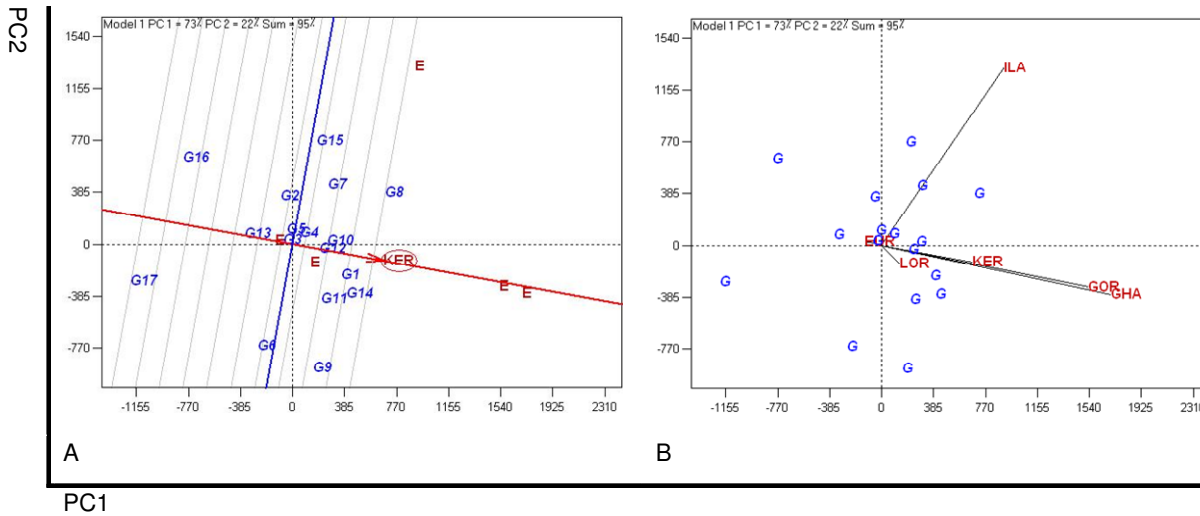 PC2
Model 1 PC 1 = 73% PC 2 = 22% Sum = 95%
1540
1155
770
385
0
-385
-770
-1155 -770 -385 0 385 770 1155 1540 1925 2310
E
G15
G16
G7
G8
G2
G13 E G5 G4
G3 G10
G12
E KER
G17 G1
G11 G14 E E
G6
G9
A
Model 1 PC 1 = 73% PC 2 = 22% Sum = 95%
1540
1155
770
385
0
-385
-770
-1155 -770 -385 0 385 770 1155 1540 1925 2310
ILA
G
G
G
G
G
G G G
EGR G
G
LOR KER
G G
GOR
G G GHA
G
G
B
PC1